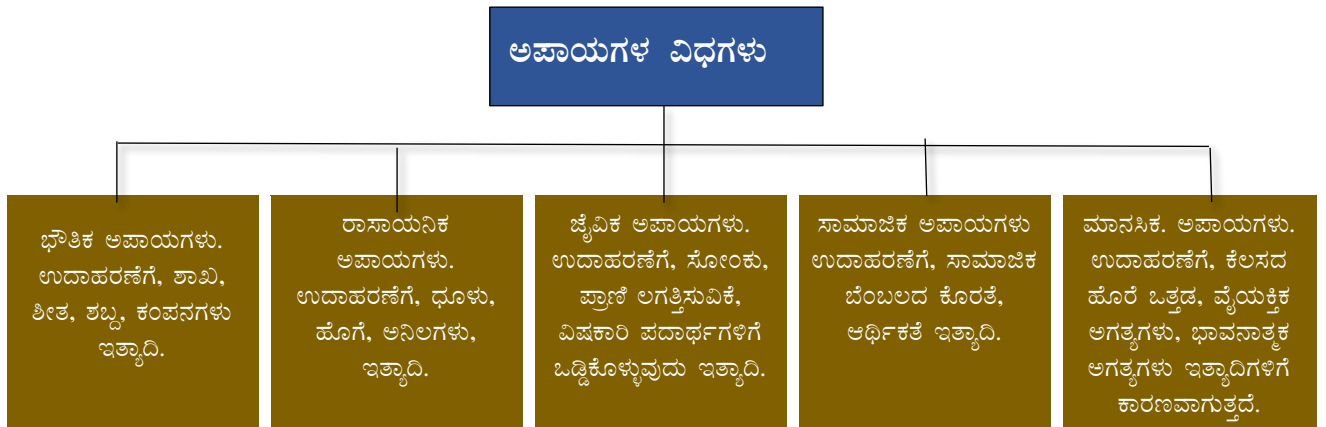 ಅಪಾಯಗಳ ವಿಧಗಳು
ಭೌತಿಕ ಅಪಾಯಗಳು.
ಉದಾಹರಣೆಗೆ, ಶಾಖ,
ಶೀತ, ಶಬ್ದ, ಕಂಪನಗಳು
ಇತ್ಯಾದಿ.
ರಾಸಾಯನಿಕ
ಅಪಾಯಗಳು.
ಉದಾಹರಣೆಗೆ, ಧೂಳು,
ಹೊಗೆ, ಅನಿಲಗಳು,
ಇತ್ಯಾದಿ.
ಜೈವಿಕ ಅಪಾಯಗಳು.
ಉದಾಹರಣೆಗೆ, ಸೋಂಕು,
ಪ್ರಾಣಿ ಲಗತ್ತಿಸುವಿಕೆ,
ವಿಷಕಾರಿ ಪದಾರ್ಥಗಳಿಗೆ
ಒಡ್ಡಿಕೊಳ್ಳುವುದು ಇತ್ಯಾದಿ.
ಸಾಮಾಜಿಕ ಅಪಾಯಗಳು
ಉದಾಹರಣೆಗೆ, ಸಾಮಾಜಿಕ
ಬೆಂಬಲದ ಕೊರತೆ,
ಆರ್ಥಿಕತೆ ಇತ್ಯಾದಿ.
ಮಾನಸಿಕ. ಅಪಾಯಗಳು.
ಉದಾಹರಣೆಗೆ, ಕೆಲಸದ
ಹೊರೆ ಒತ್ತಡ, ವೈಯಕ್ತಿಕ
ಅಗತ್ಯಗಳು, ಭಾವನಾತ್ಮಕ
ಅಗತ್ಯಗಳು ಇತ್ಯಾದಿಗಳಿಗೆ
ಕಾರಣವಾಗುತ್ತದೆ.